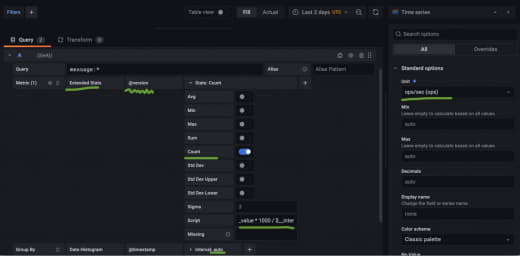 Filters +
Table view Fill Actual Last 2 days UTC
Query 2 Transform 0
A
Query message:* Alias Alias Pattern
Metric (1) Extended Stats @version Stats: Count
Avg
Min
Max
Sum
Count
Std Dev
Std Dev Upper
Std Dev Lower
Sigma 3
Script _value * 1000 / $__inter
Missing
Group By Date Histogram @timestamp Interval: auto +
Time series
Search options
All Overrides
Standard options
Unit
ops/sec (ops)
Min
Leave empty to calculate based on all values
auto
Max
Leave empty to calculate based on all values
auto
Decimals
auto
Display name
Change the field or series name
none
Color scheme
Classic palette
No Value